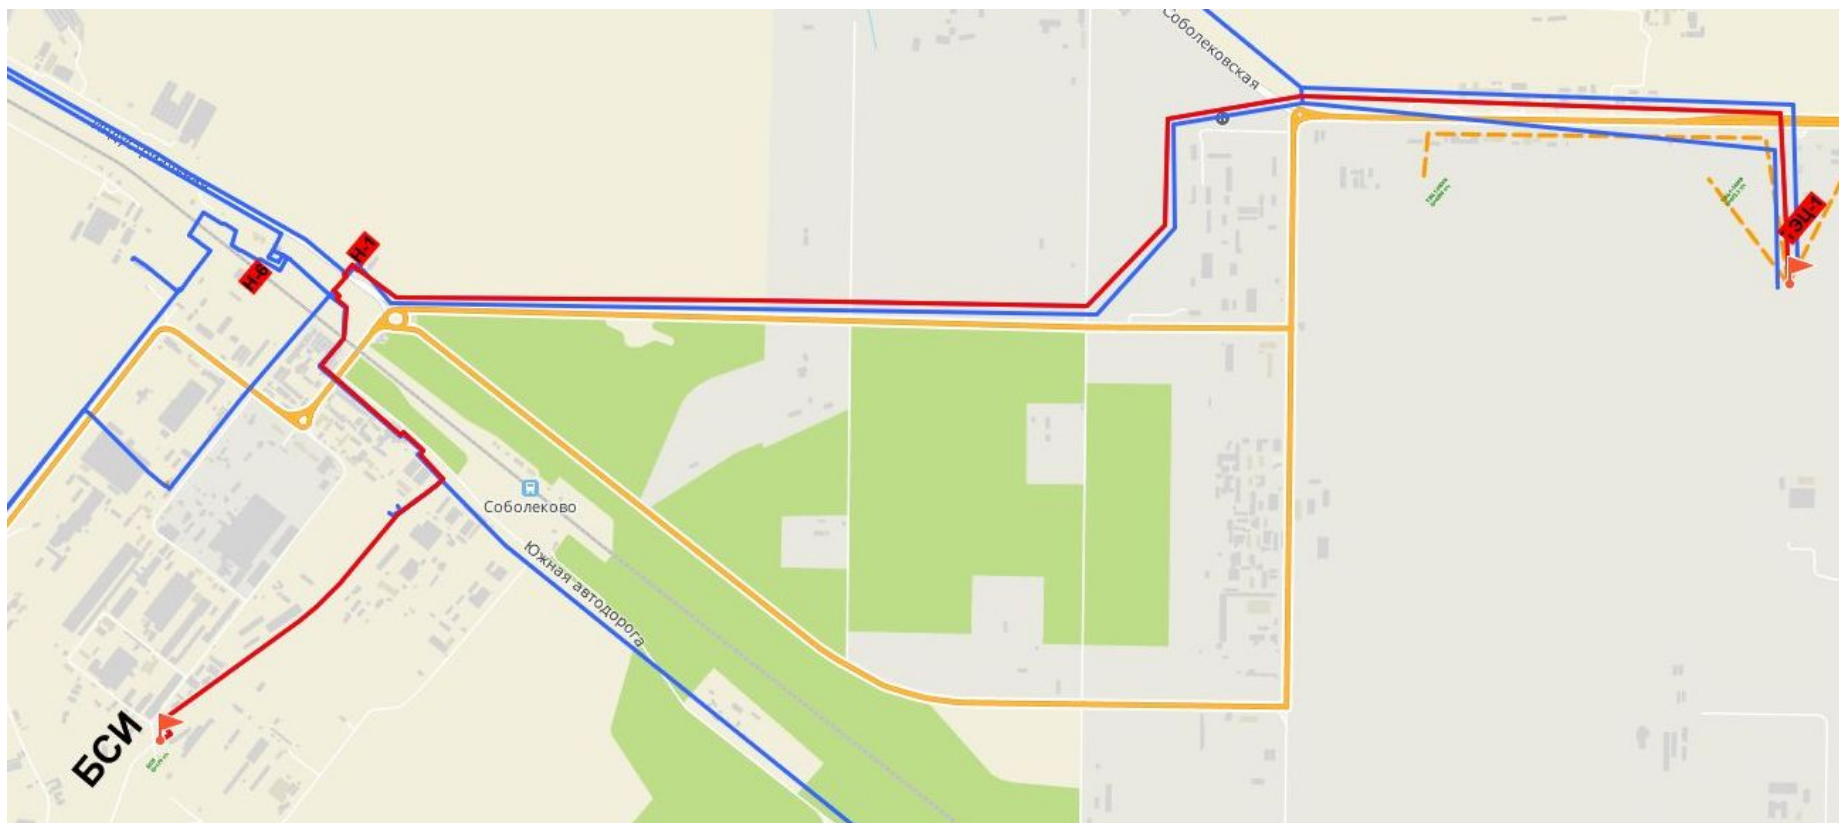 Соболековская
Н-1
Н-6
ТЭЦ-1
Соболеково
Южная автодорога
БСИ